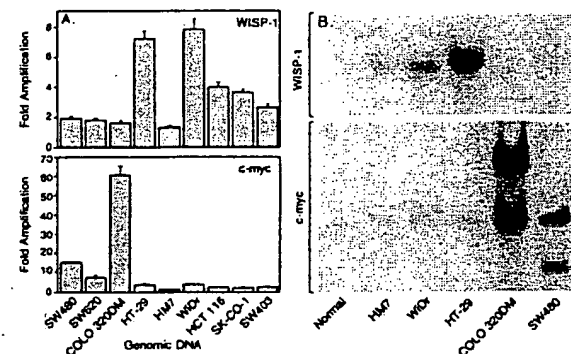 A.
WISP-1
Fold Amplification
8
6
4
2
0
c-myc
Fold Amplification
70
60
50
40
30
20
10
0
SW480
SW620
COLO 320DM
HT-29
HM7
WiDr
HCT 116
SK-CO-1
SW403
Genomic DNA
B.
WISP-1
c-myc
Normal
HM7
WiDr
HT-29
COLO 320DM
SW480